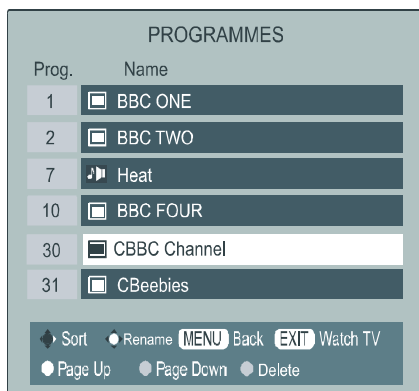 PROGRAMMES
Prog. Name
1 BBC ONE
2 BBC TWO
7 Heat
10 BBC FOUR
30 CBBC Channel
31 CBeebies
Sort Rename MENU Back EXIT Watch TV
Page Up Page Down Delete